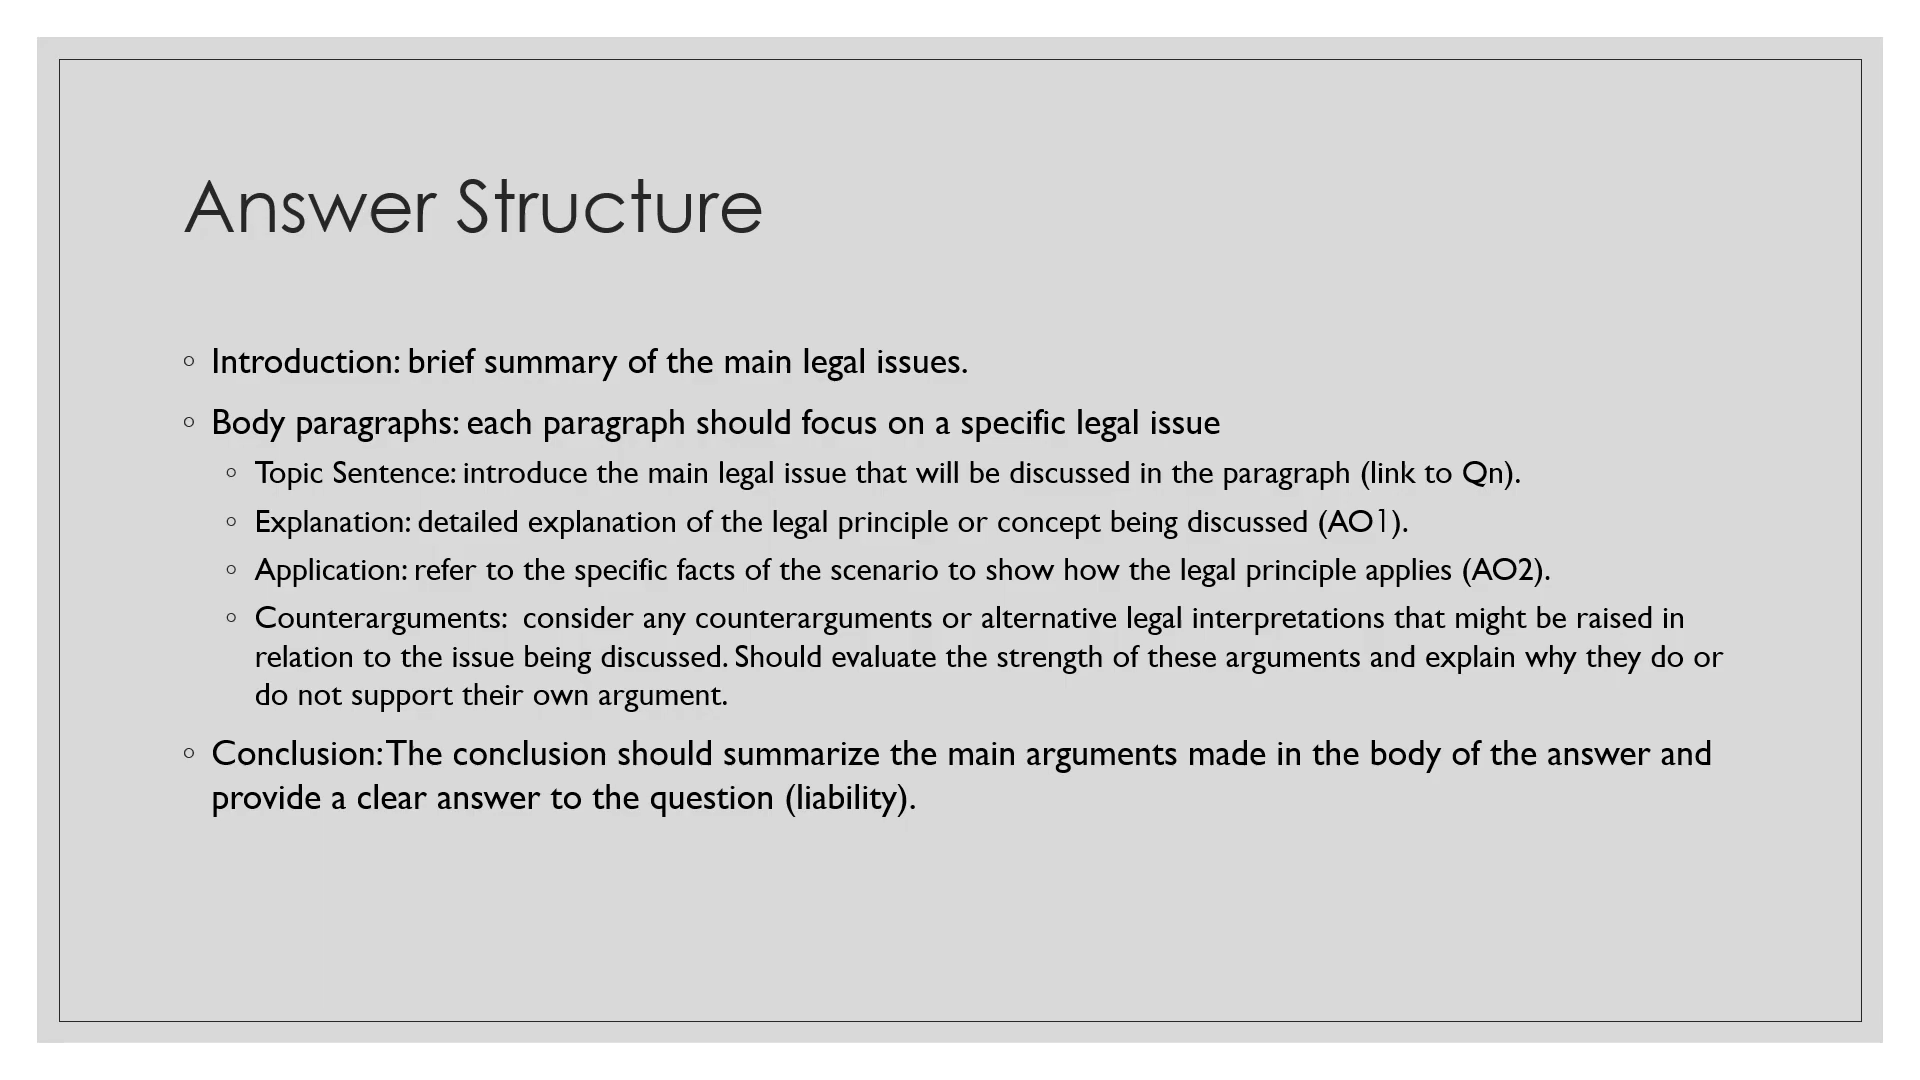 Answer Structure
◦ Introduction: brief summary of the main legal issues.
◦ Body paragraphs: each paragraph should focus on a specific legal issue
◦ Topic Sentence: introduce the main legal issue that will be discussed in the paragraph (link to Qn).
◦ Explanation: detailed explanation of the legal principle or concept being discussed (AO1).
◦ Application: refer to the specific facts of the scenario to show how the legal principle applies (AO2).
◦ Counterarguments:  consider any counterarguments or alternative legal interpretations that might be raised in
relation to the issue being discussed. Should evaluate the strength of these arguments and explain why they do or
do not support their own argument.
◦ Conclusion: The conclusion should summarize the main arguments made in the body of the answer and
provide a clear answer to the question (liability).